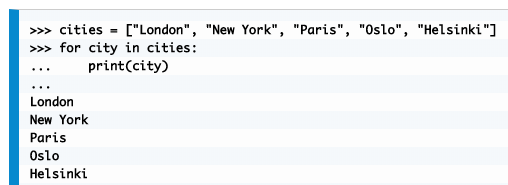 >>> cities = ["London", "New York", "Paris", "Oslo", "Helsinki"]
>>> for city in cities:
...     print(city)
...
London
New York
Paris
Oslo
Helsinki